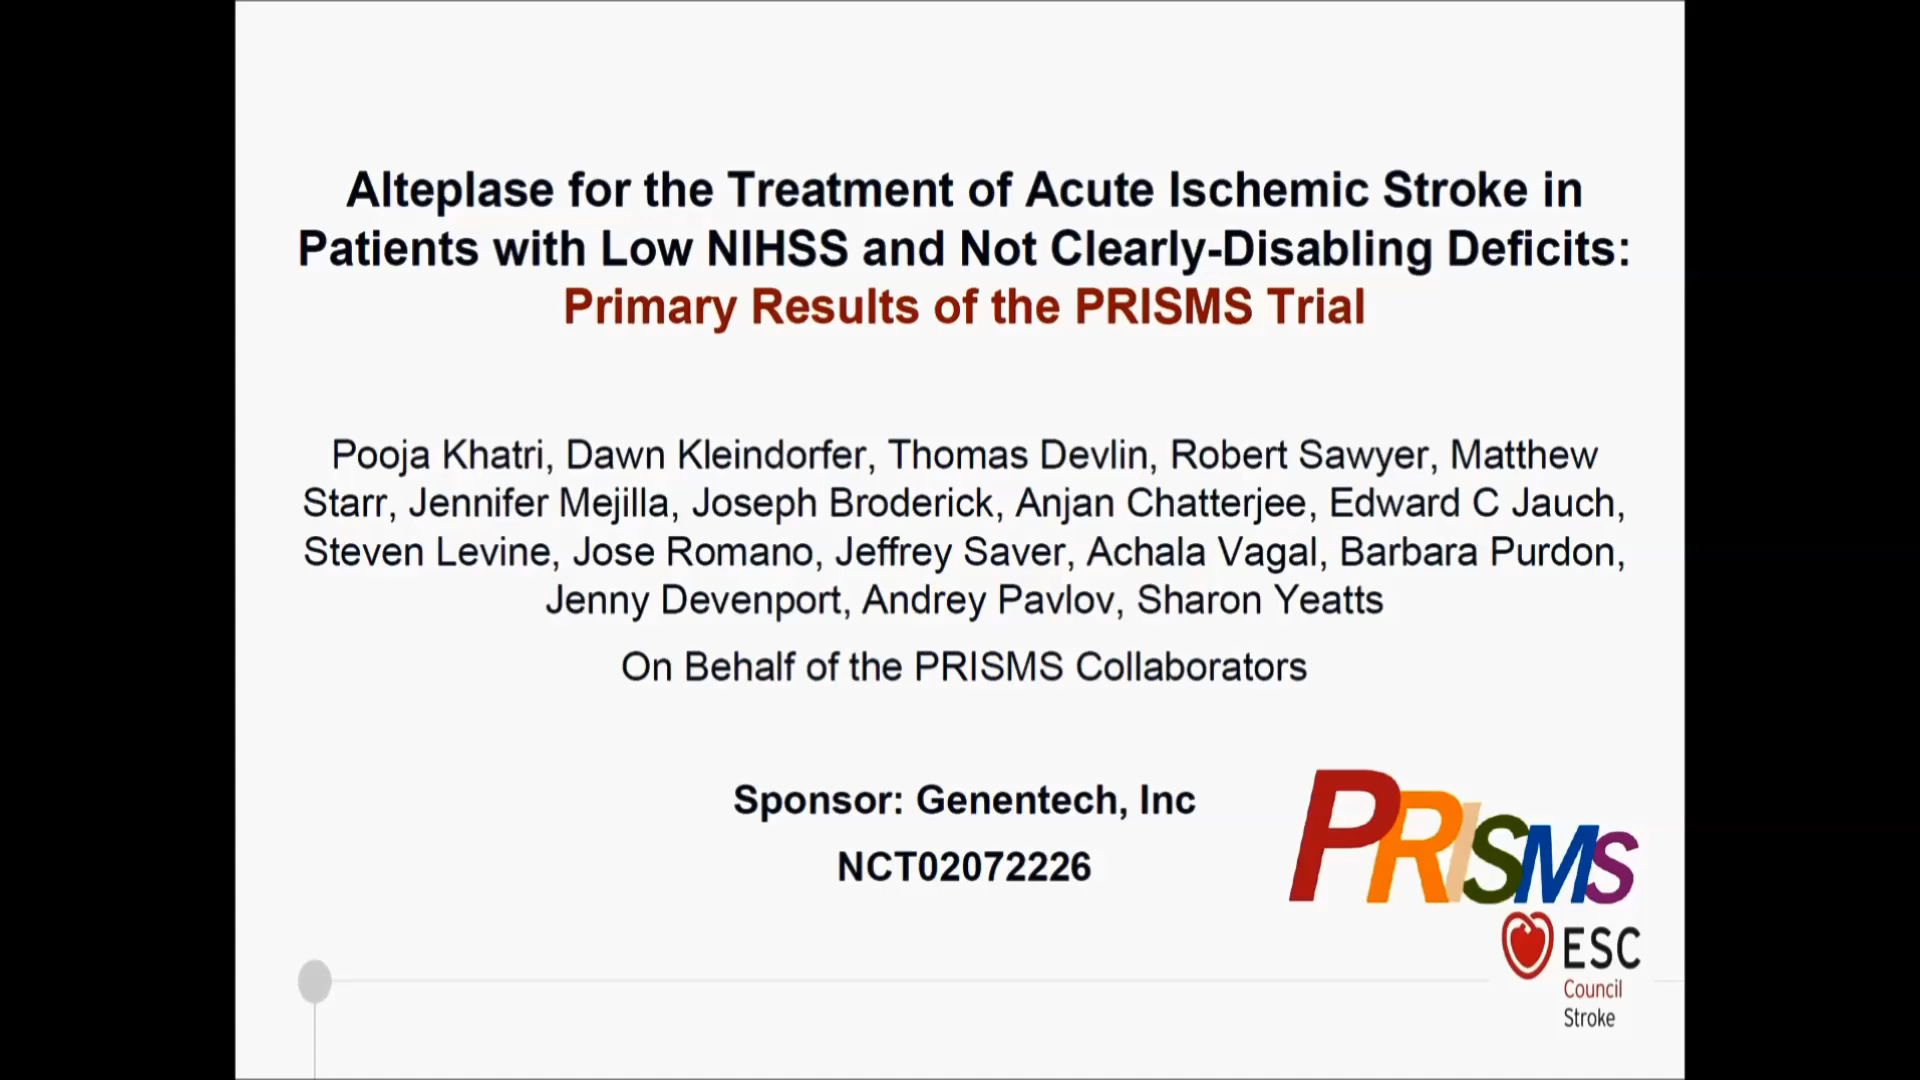 Alteplase for the Treatment of Acute Ischemic Stroke in
Patients with Low NIHSS and Not Clearly-Disabling Deficits:
Primary Results of the PRISMS Trial
Pooja Khatri, Dawn Kleindorfer, Thomas Devlin, Robert Sawyer, Matthew
Starr, Jennifer Mejilla, Joseph Broderick, Anjan Chatterjee, Edward C Jauch,
Steven Levine, Jose Romano, Jeffrey Saver, Achala Vagal, Barbara Purdon,
Jenny Devenport, Andrey Pavlov, Sharon Yeatts
On Behalf of the PRISMS Collaborators
Sponsor: Genentech, Inc
NCT02072226
PRISMS
ESC
Council
Stroke